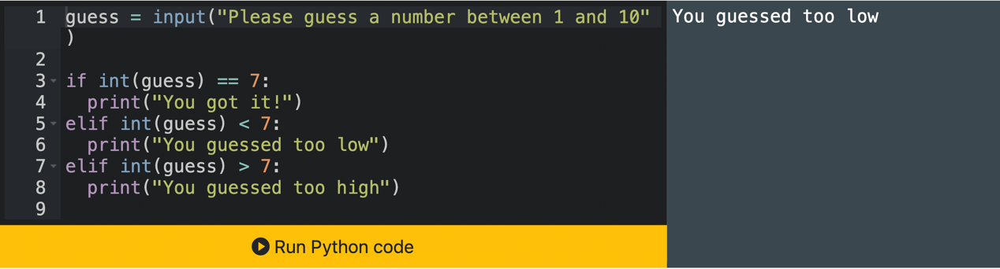 1 guess = input("Please guess a number between 1 and 10"
)
2
3 if int(guess) == 7:
4   print("You got it!")
5 elif int(guess) < 7:
6   print("You guessed too low")
7 elif int(guess) > 7:
8   print("You guessed too high")
9
Run Python code
You guessed too low